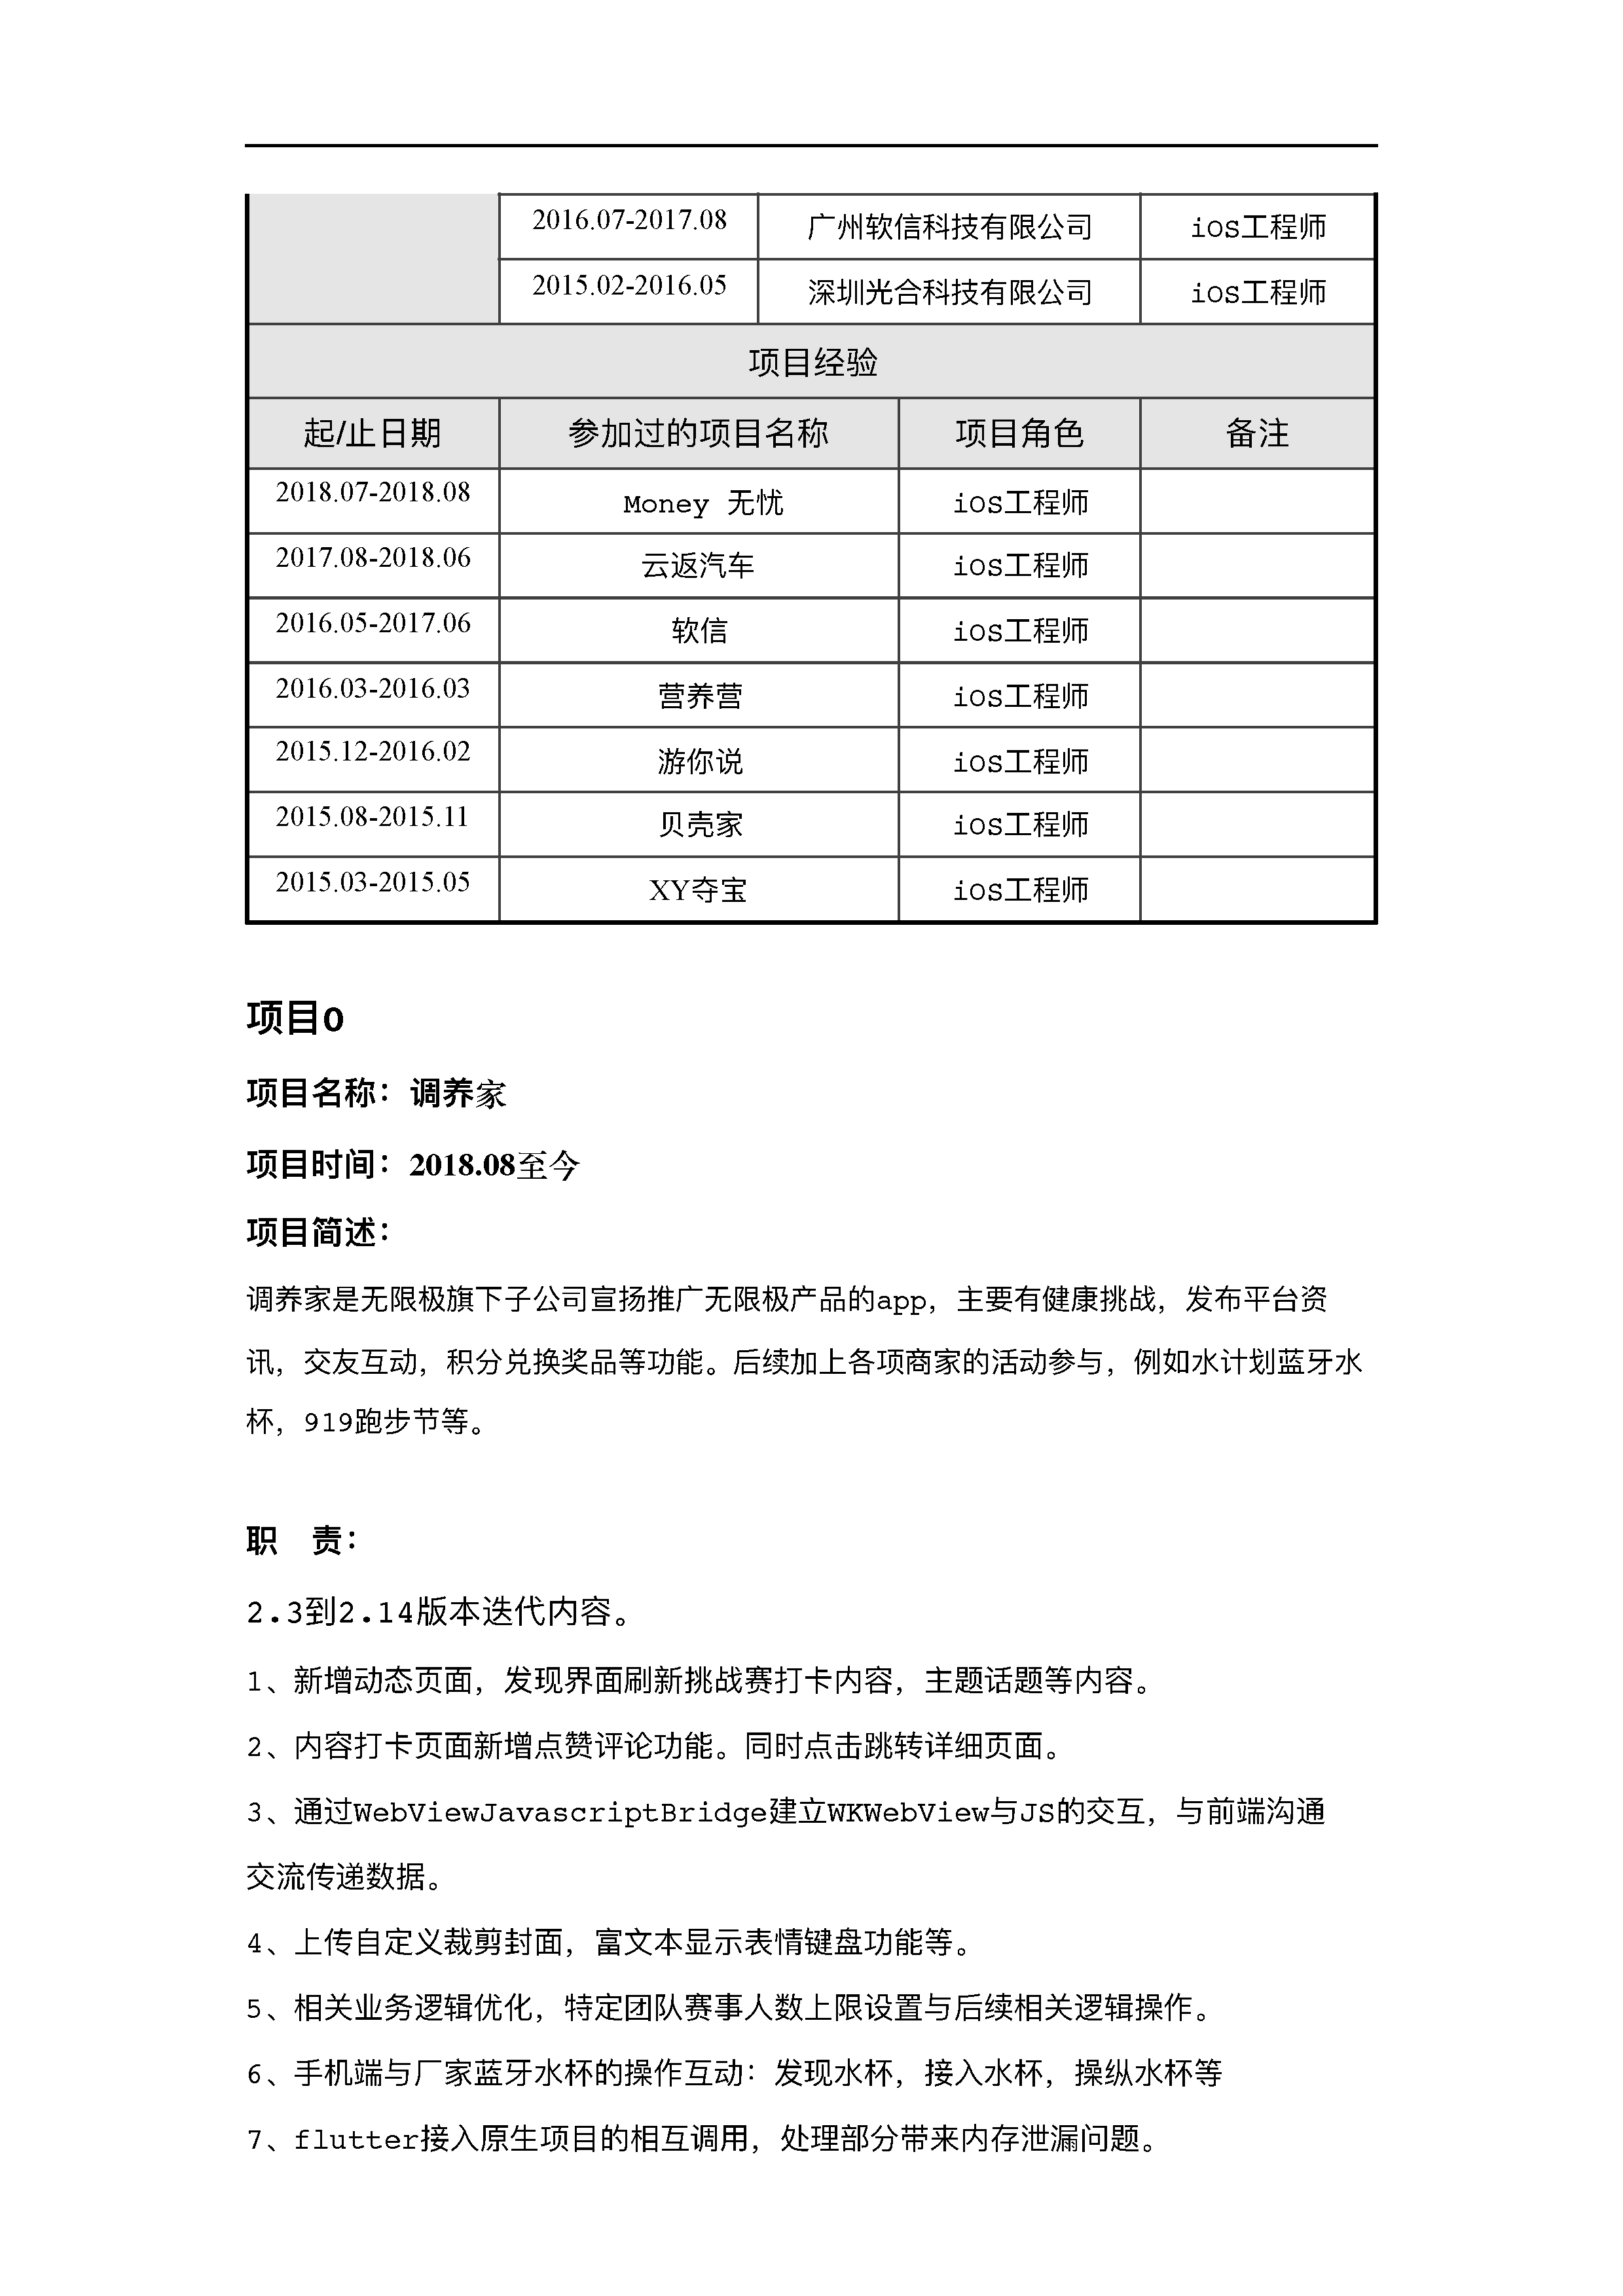 2016.07-2017.08 广州软信科技有限公司 ios工程师
2015.02-2016.05 深圳光合科技有限公司 ios工程师
项目经验
起/止日期 参加过的项目名称 项目角色 备注
2018.07-2018.08 Money 无忧 ios工程师
2017.08-2018.06 云返汽车 ios工程师
2016.05-2017.06 软信 ios工程师
2016.03-2016.03 营养营 ios工程师
2015.12-2016.02 游你说 ios工程师
2015.08-2015.11 贝壳家 ios工程师
2015.03-2015.05 XY夺宝 ios工程师
项目0
项目名称：调养家
项目时间：2018.08至今
项目简述：
调养家是无限极旗下子公司宣扬推广无限极产品的app，主要有健康挑战，发布平台资
讯，交友互动，积分兑换奖品等功能。后续加上各项商家的活动参与，例如水计划蓝牙水
杯，919跑步节等。
职　责：
2.3到2.14版本迭代内容。
1、新增动态页面，发现界面刷新挑战赛打卡内容，主题话题等内容。
2、内容打卡页面新增点赞评论功能。同时点击跳转详细页面。
3、通过WebViewJavascriptBridge建立WKWebView与JS的交互，与前端沟通
交流传递数据。
4、上传自定义裁剪封面，富文本显示表情键盘功能等。
5、相关业务逻辑优化，特定团队赛事人数上限设置与后续相关逻辑操作。
6、手机端与厂家蓝牙水杯的操作互动：发现水杯，接入水杯，操纵水杯等
7、flutter接入原生项目的相互调用，处理部分带来内存泄漏问题。